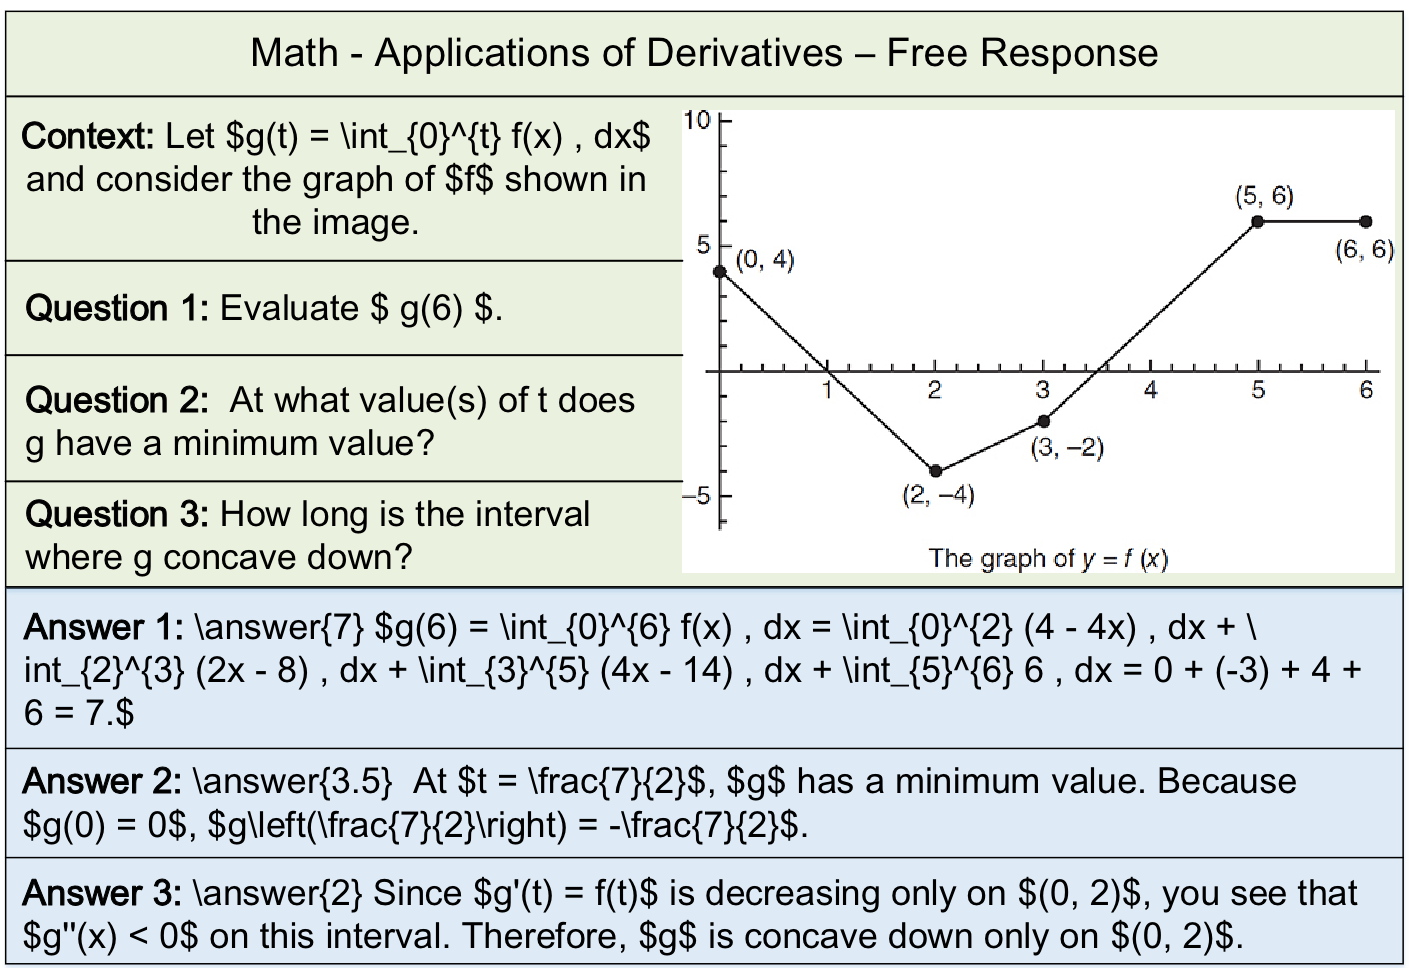 Math - Applications of Derivatives – Free Response
Context: Let $g(t) = \int_{0}^{t} f(x) , dx$
and consider the graph of $f$ shown in
the image.
Question 1: Evaluate $ g(6) $.
Question 2:  At what value(s) of t does
g have a minimum value?
Question 3: How long is the interval
where g concave down?
10
5
–5
(0, 4)
(5, 6)
(6, 6)
1
2
3
4
5
6
(3, –2)
(2, –4)
The graph of y = f (x)
Answer 1: \answer{7} $g(6) = \int_{0}^{6} f(x) , dx = \int_{0}^{2} (4 - 4x) , dx + \
int_{2}^{3} (2x - 8) , dx + \int_{3}^{5} (4x - 14) , dx + \int_{5}^{6} 6 , dx = 0 + (-3) + 4 +
6 = 7.$
Answer 2: \answer{3.5}  At $t = \frac{7}{2}$, $g$ has a minimum value. Because
$g(0) = 0$, $g\left(\frac{7}{2}\right) = -\frac{7}{2}$.
Answer 3: \answer{2} Since $g'(t) = f(t)$ is decreasing only on $(0, 2)$, you see that
$g''(x) < 0$ on this interval. Therefore, $g$ is concave down only on $(0, 2)$.